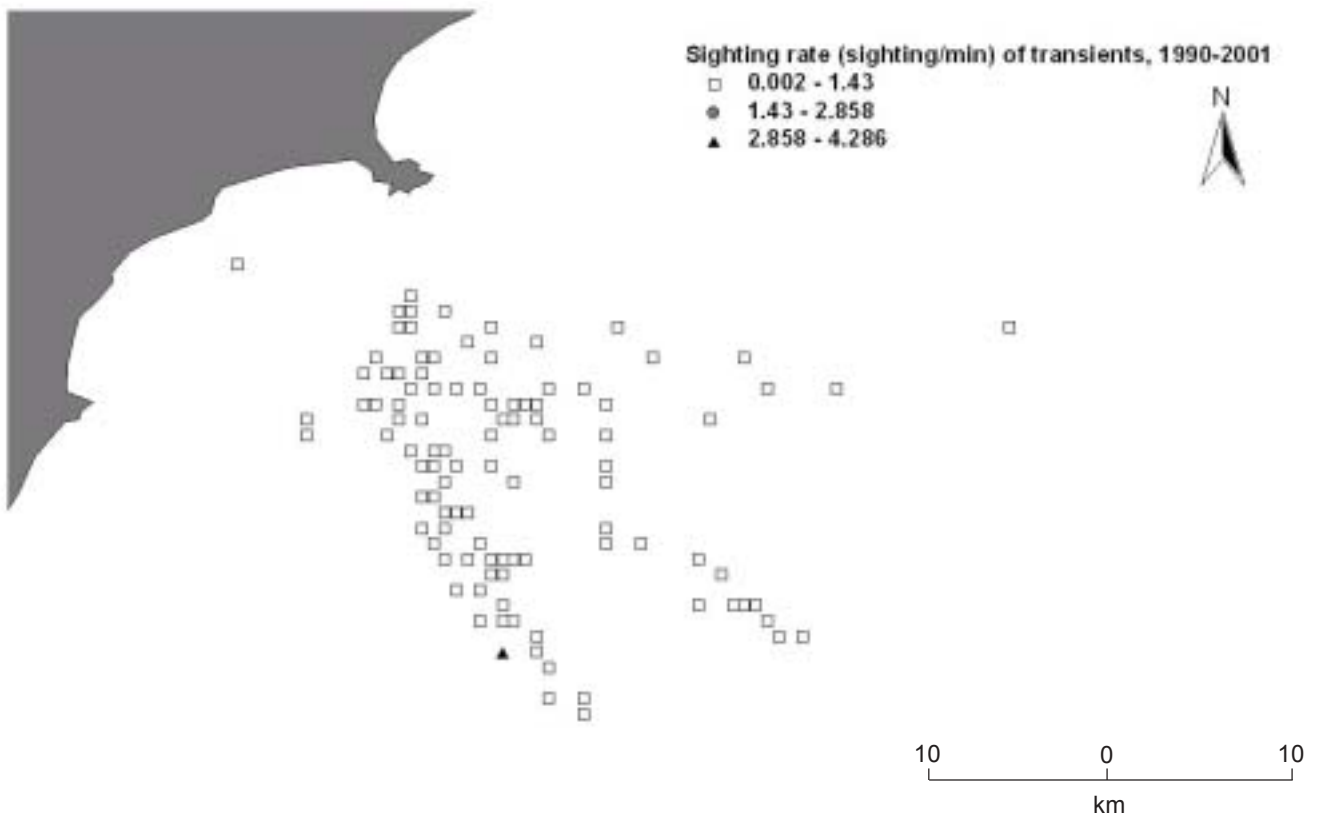 Sighting rate (sighting/min) of transients, 1990-2001
0.002 - 1.43
1.43 - 2.858
2.858 - 4.286
N
10 0 10
km